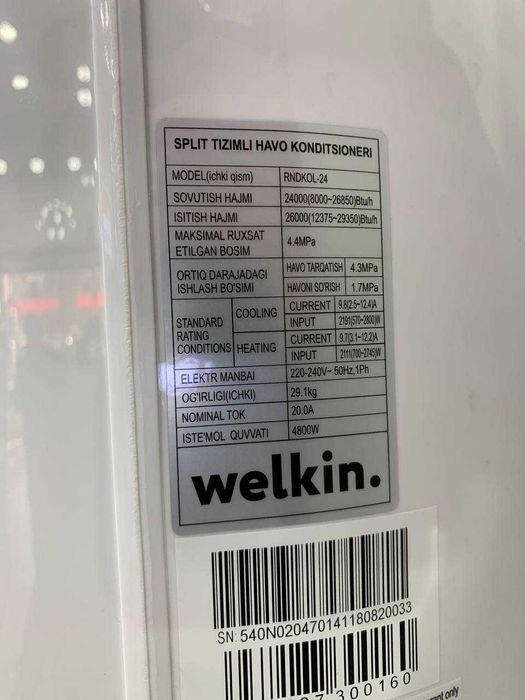 SPLIT TIZIMLI HAVO KONDITSIONERI
MODEL(ichki qism) RNDKOL-24
SOVUTISH HAJMI 24000(8000~26850)Btu/h
ISITISH HAJMI 26000(12375~29350)Btu/h
MAKSIMAL RUXSAT
ETILGAN BOSIM 4.4MPa
ORTIQ DARAJADAGI
ISHLASH BO'SIMI
HAVO TARQATISH 4.3MPa
HAVONI SO'RISH 1.7MPa
STANDARD
RATING
CONDITIONS
COOLING
CURRENT 9.8(2.5~12.4)A
INPUT 2191(570~2800)W
HEATING
CURRENT 9.7(3.1~12.2)A
INPUT 2111(700~2745)W
ELEKTR MANBAI 220-240V~ 50Hz,1Ph
OG'IRLIGI(ICHKI) 29.1kg
NOMINAL TOK 20.0A
ISTE'MOL QUVVATI 4800W
welkin.
SN: 540N020470141180820033
300160
only